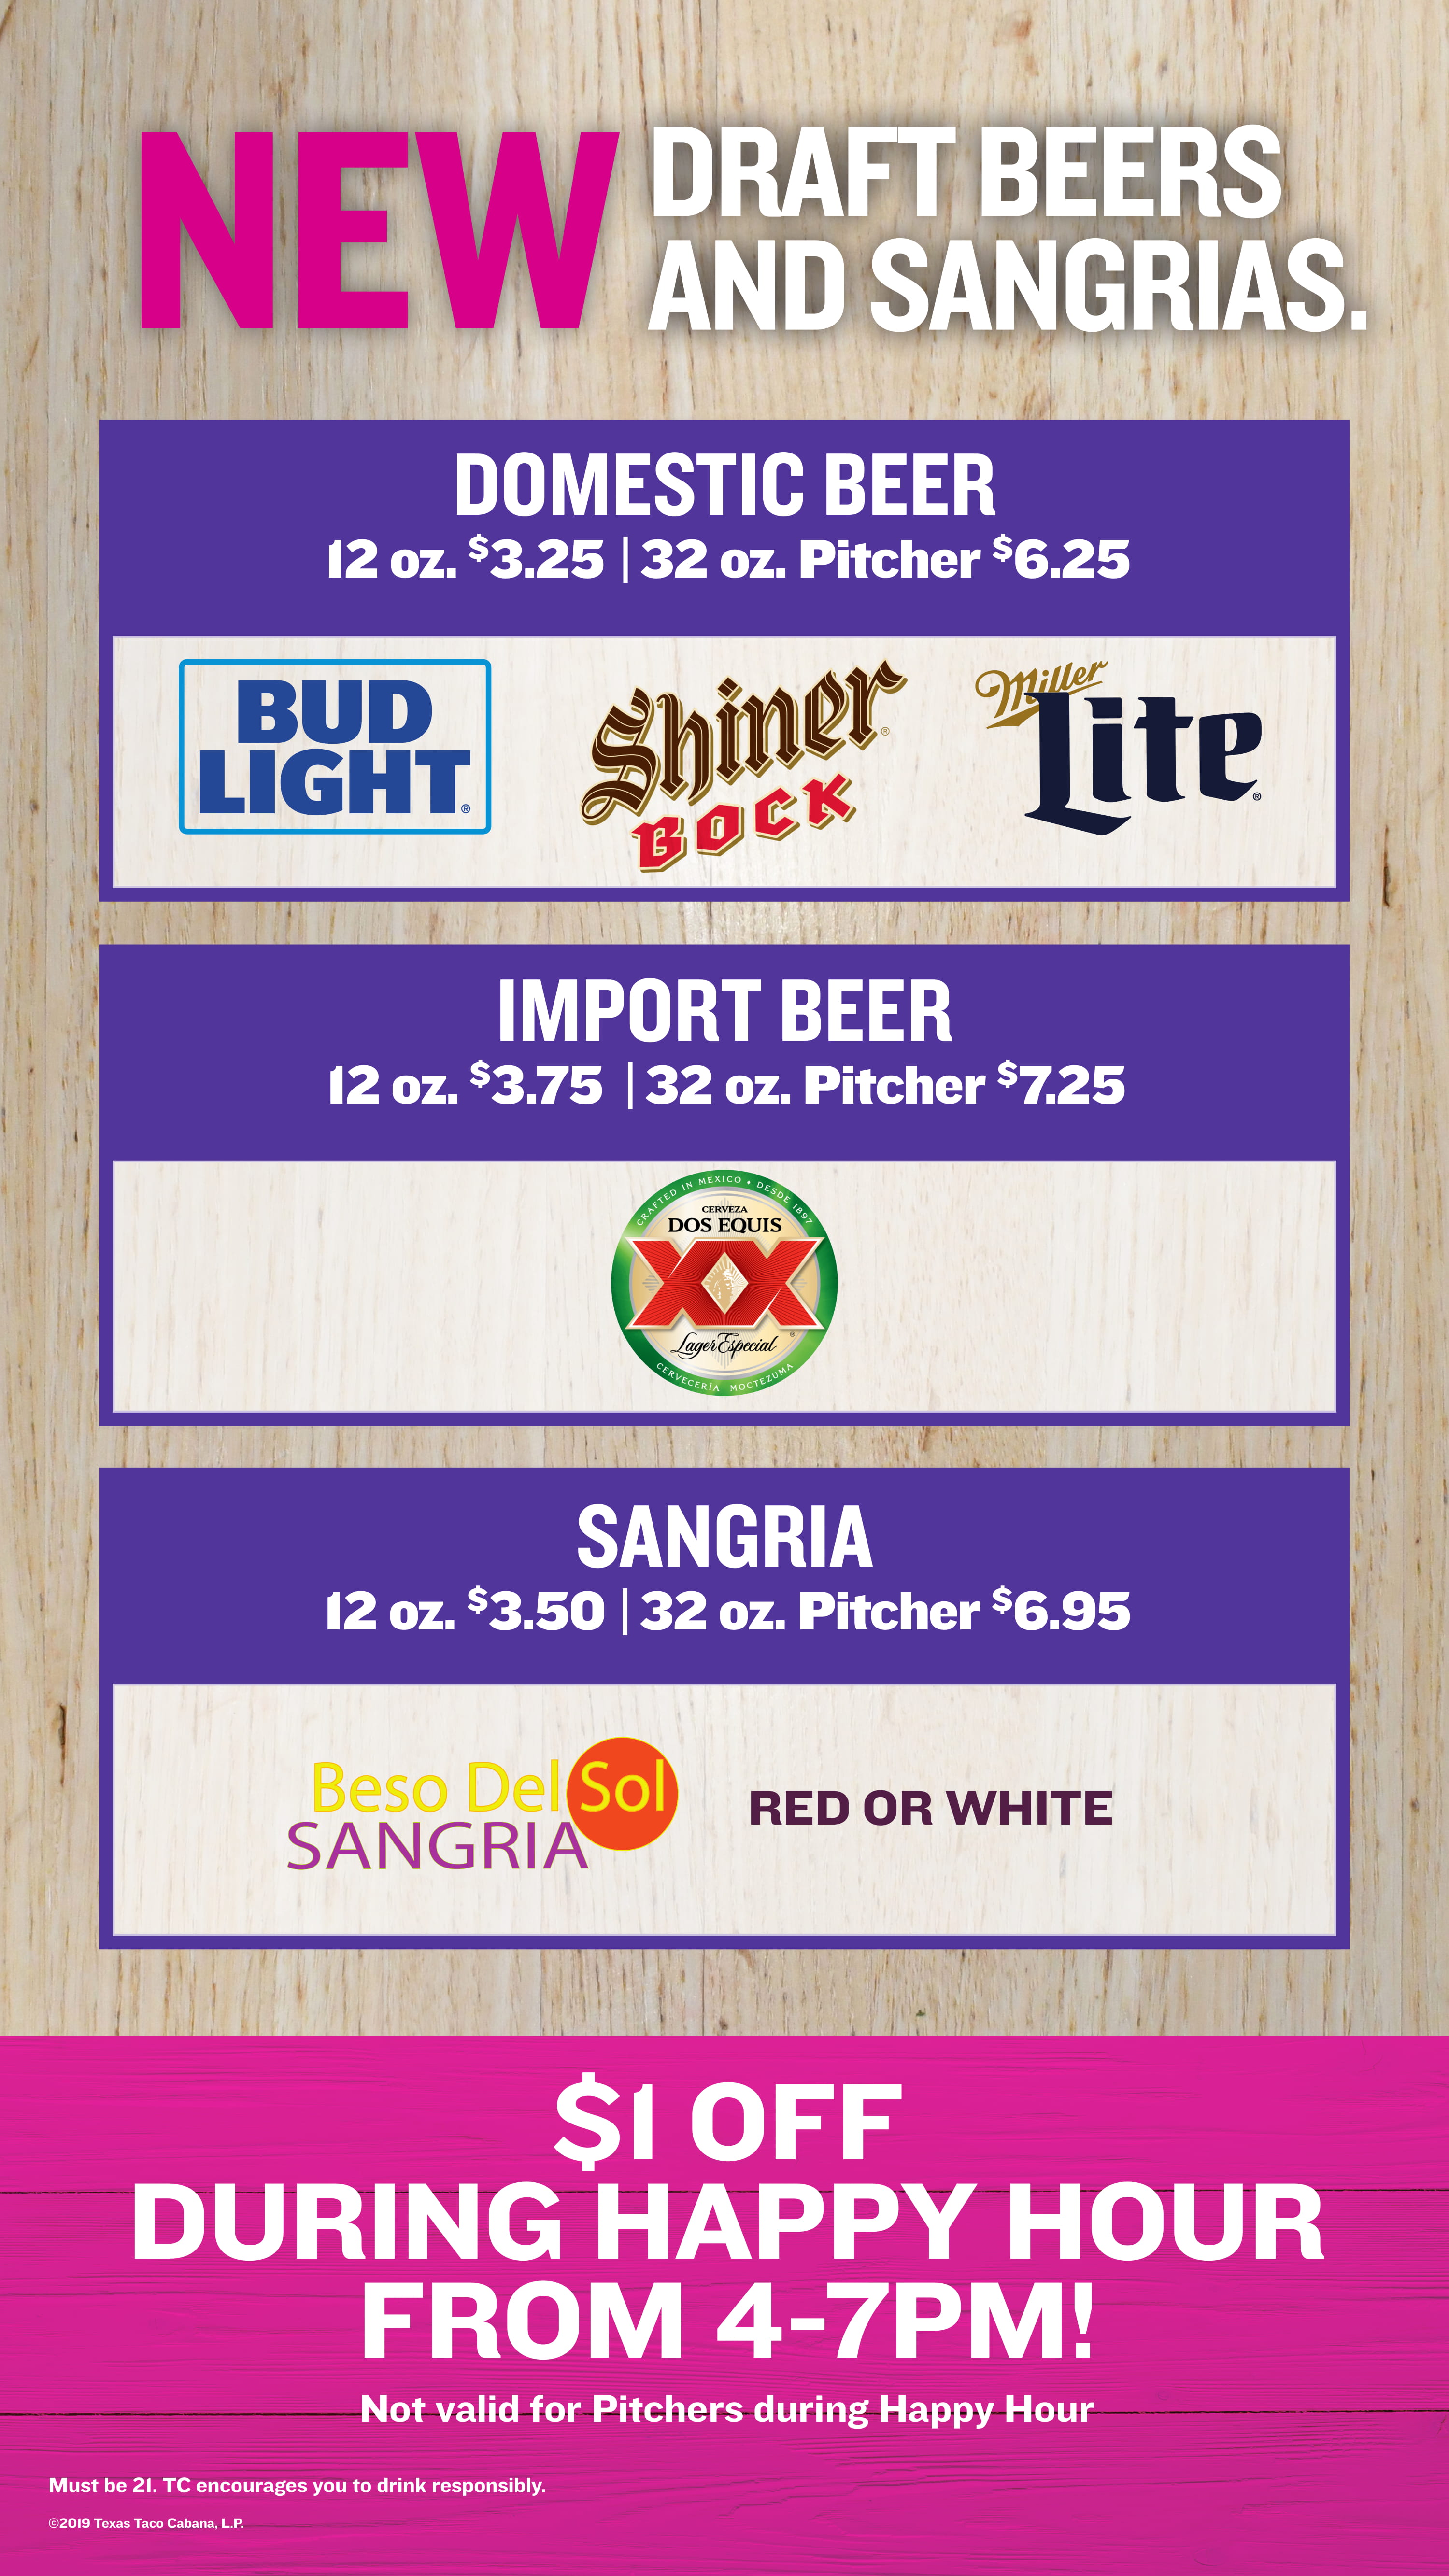 NEW DRAFT BEERS
AND SANGRIAS.
DOMESTIC BEER
12 oz. $3.25 | 32 oz. Pitcher $6.25
BUD
LIGHT®
Shiner®
BOCK
Miller
Lite®
IMPORT BEER
12 oz. $3.75 | 32 oz. Pitcher $7.25
CRAFTED IN MEXICO • DESDE 1897
CERVEZA
DOS EQUIS
XX
Lager Especial®
CERVECERÍA MOCTEZUMA
SANGRIA
12 oz. $3.50 | 32 oz. Pitcher $6.95
Beso Del Sol
SANGRIA
RED OR WHITE
$1 OFF
DURING HAPPY HOUR
FROM 4-7PM!
Not valid for Pitchers during Happy Hour
Must be 21. TC encourages you to drink responsibly.
©2019 Texas Taco Cabana, L.P.